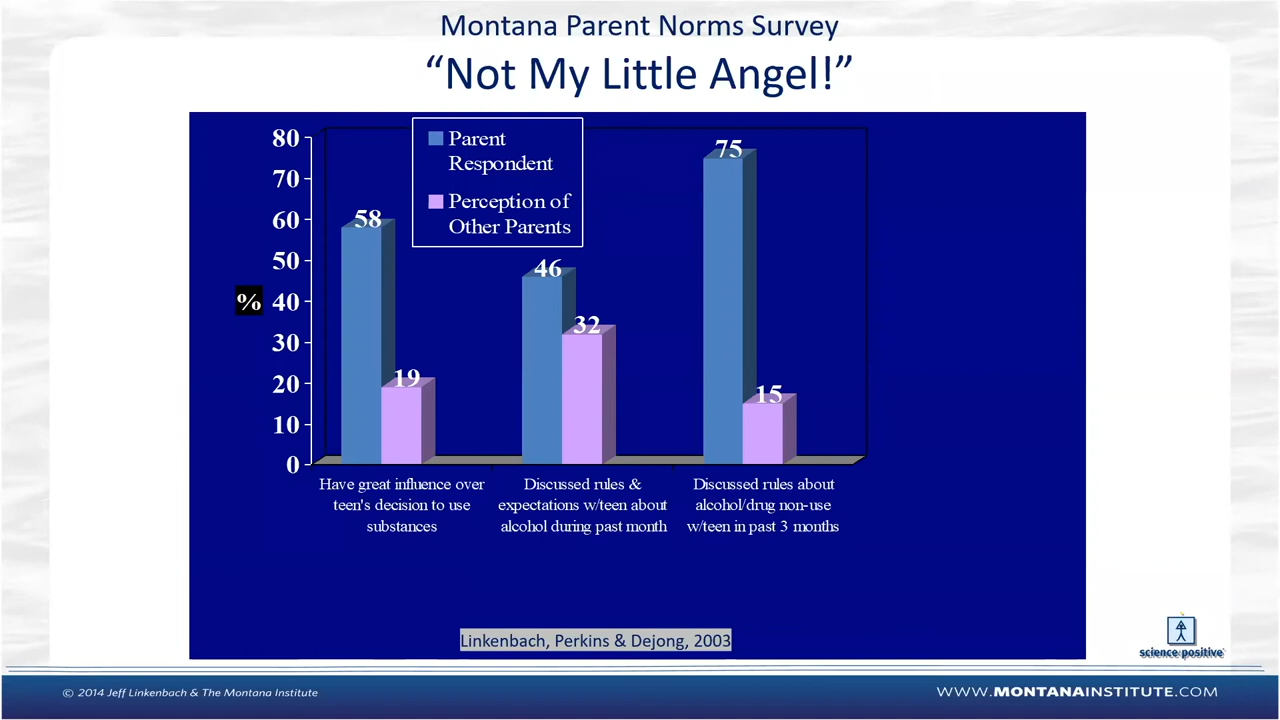 Montana Parent Norms Survey
“Not My Little Angel!”
Parent
Respondent
Perception of
Other Parents
80
70
60
50
40
30
20
10
0
%
58
19
46
32
75
15
Have great influence over
teen's decision to use
substances
Discussed rules &
expectations w/teen about
alcohol during past month
Discussed rules about
alcohol/drug non-use
w/teen in past 3 months
Linkenbach, Perkins & Dejong, 2003
science positive
© 2014 Jeff Linkenbach & The Montana Institute
WWW.MONTANAINSTITUTE.COM